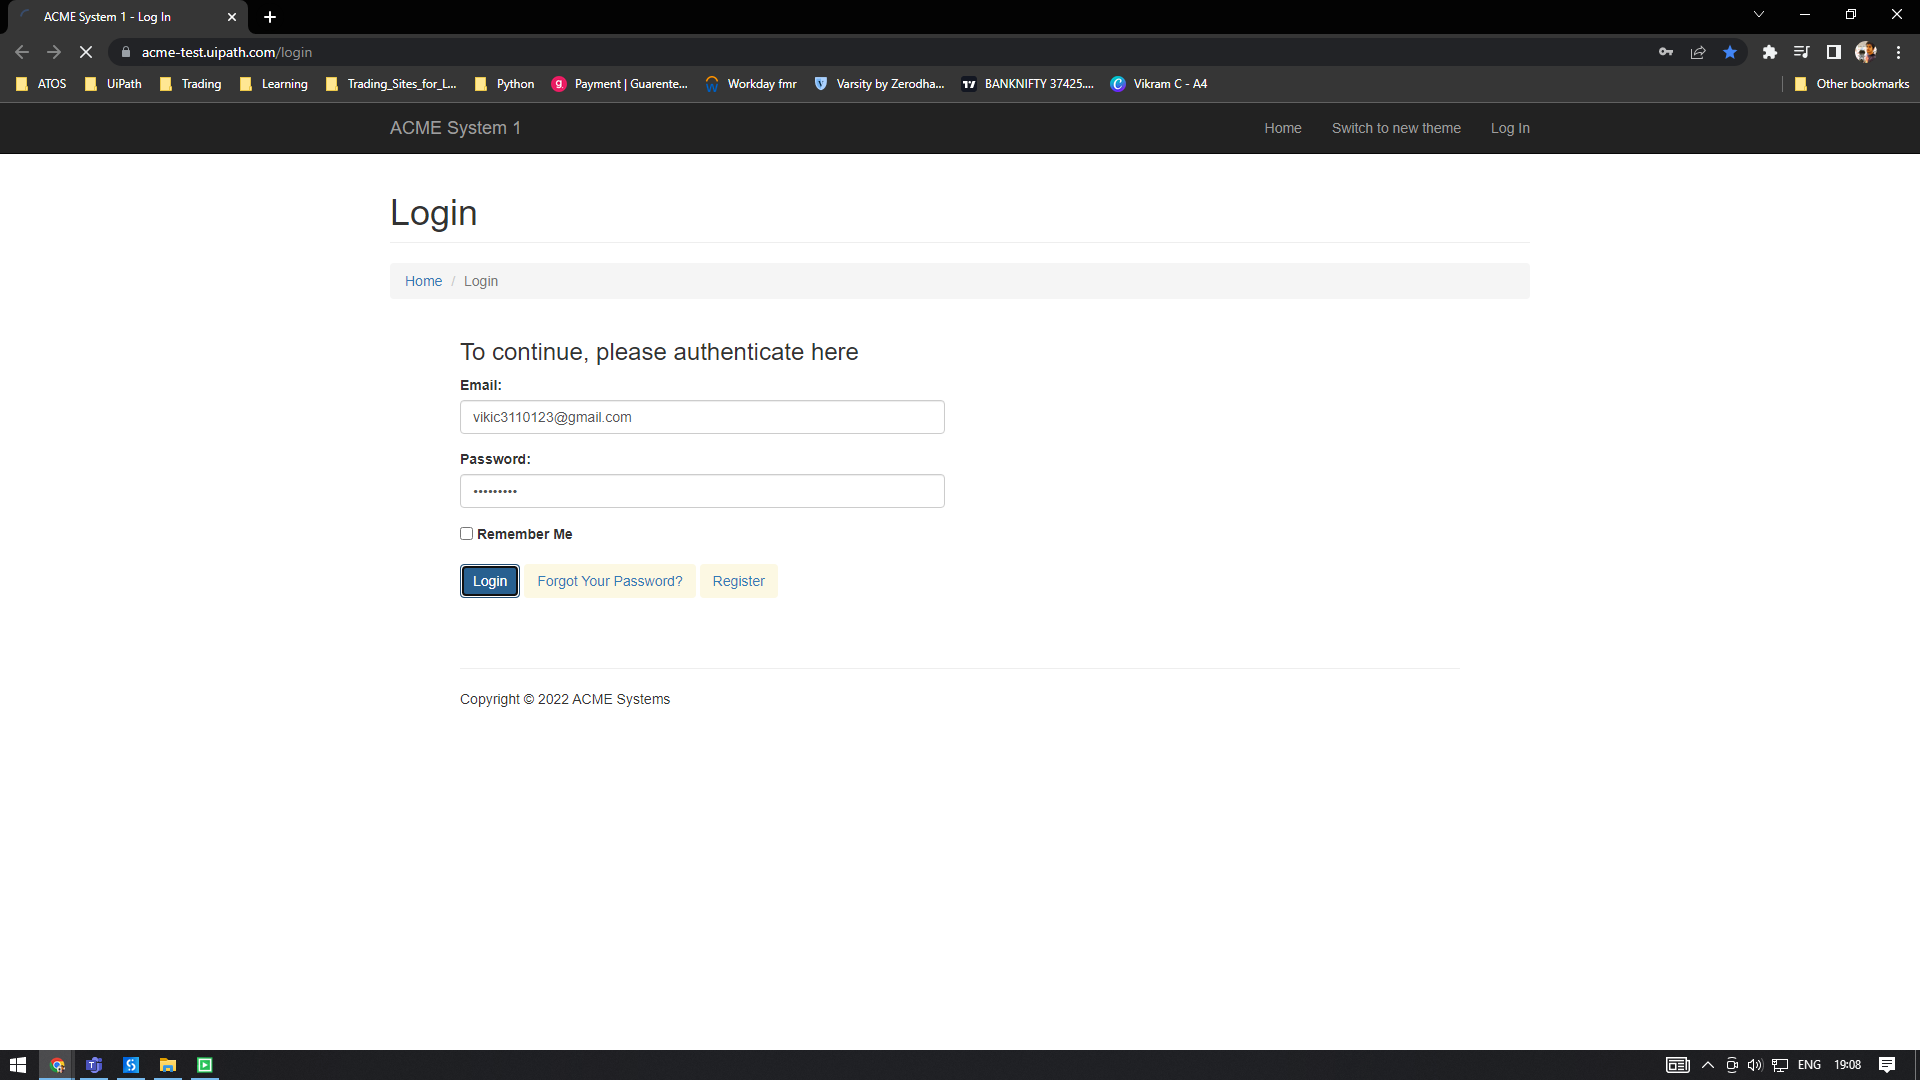 ACME System 1 - Log In
acme-test.uipath.com/login
ATOS UiPath Trading Learning Trading_Sites_for_L... Python Payment | Guarente... Workday fmr Varsity by Zerodha... BANKNIFTY 37425.... Vikram C - A4 Other bookmarks
ACME System 1 Home Switch to new theme Log In
Login
Home / Login
To continue, please authenticate here
Email:
vikic3110123@gmail.com
Password:
•••••••••
Remember Me
Login Forgot Your Password? Register
Copyright © 2022 ACME Systems
ENG 19:08